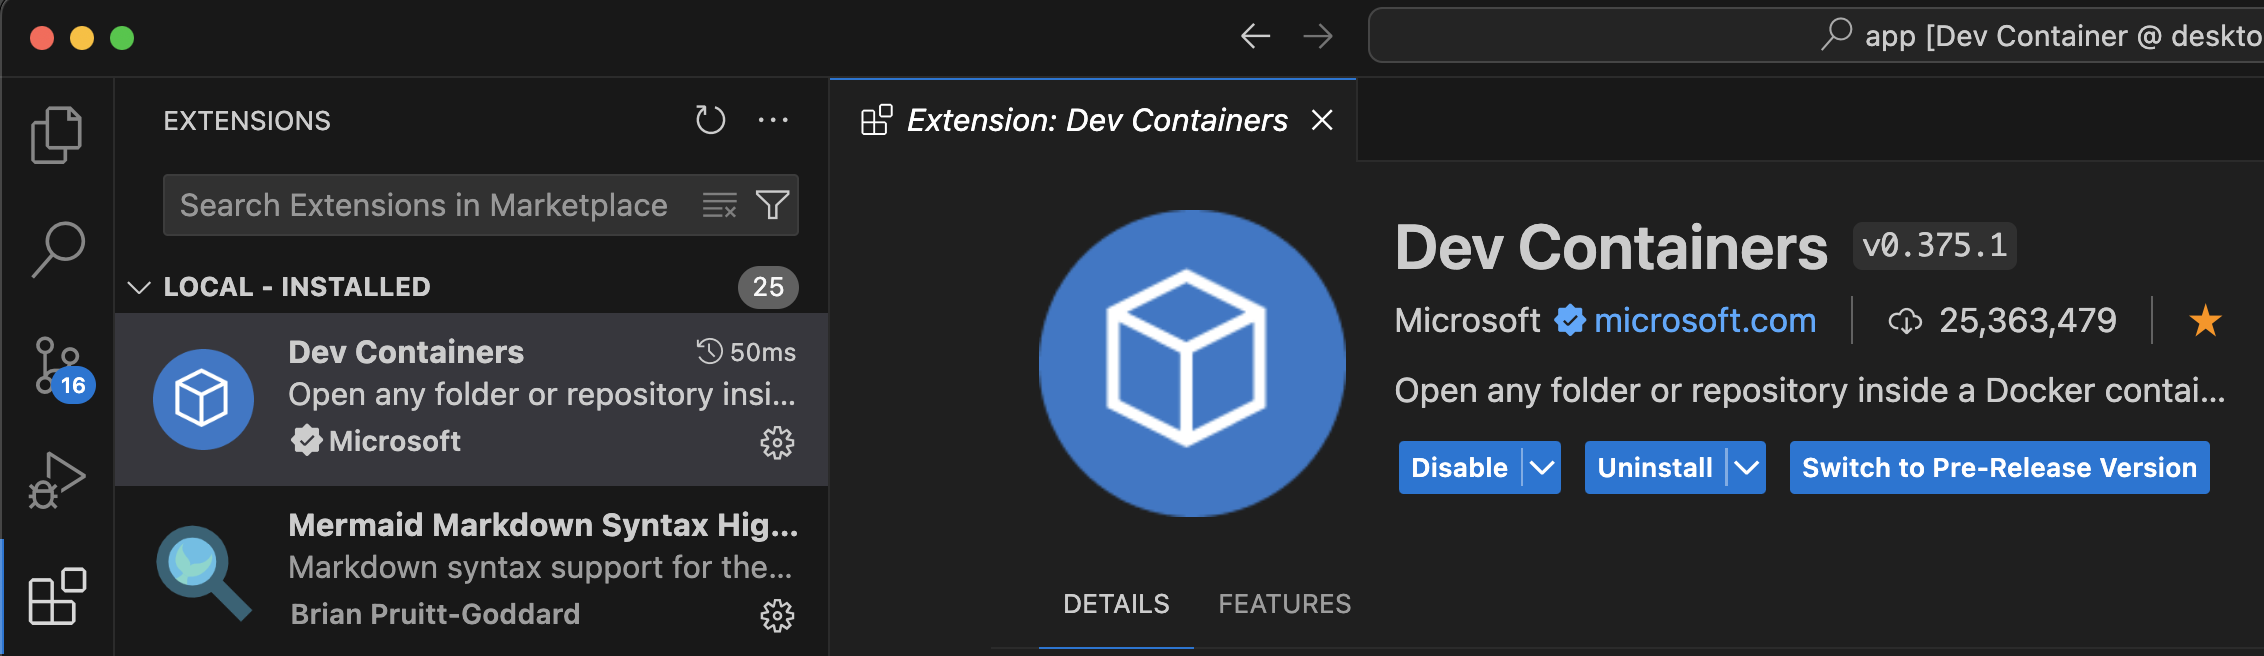 app [Dev Container @ deskto
EXTENSIONS
Search Extensions in Marketplace
LOCAL - INSTALLED
25
Dev Containers
50ms
Open any folder or repository insi...
Microsoft
16
Mermaid Markdown Syntax Hig...
Markdown syntax support for the...
Brian Pruitt-Goddard
Extension: Dev Containers
Dev Containers v0.375.1
Microsoft microsoft.com 25,363,479
Open any folder or repository inside a Docker contai...
Disable Uninstall Switch to Pre-Release Version
DETAILS FEATURES